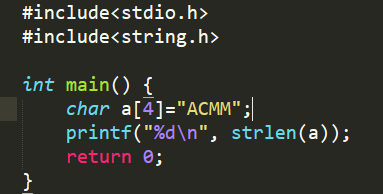 #include<stdio.h>
#include<string.h>

int main() {
    char a[4]="ACMM";
    printf("%d\n", strlen(a));
    return 0;
}